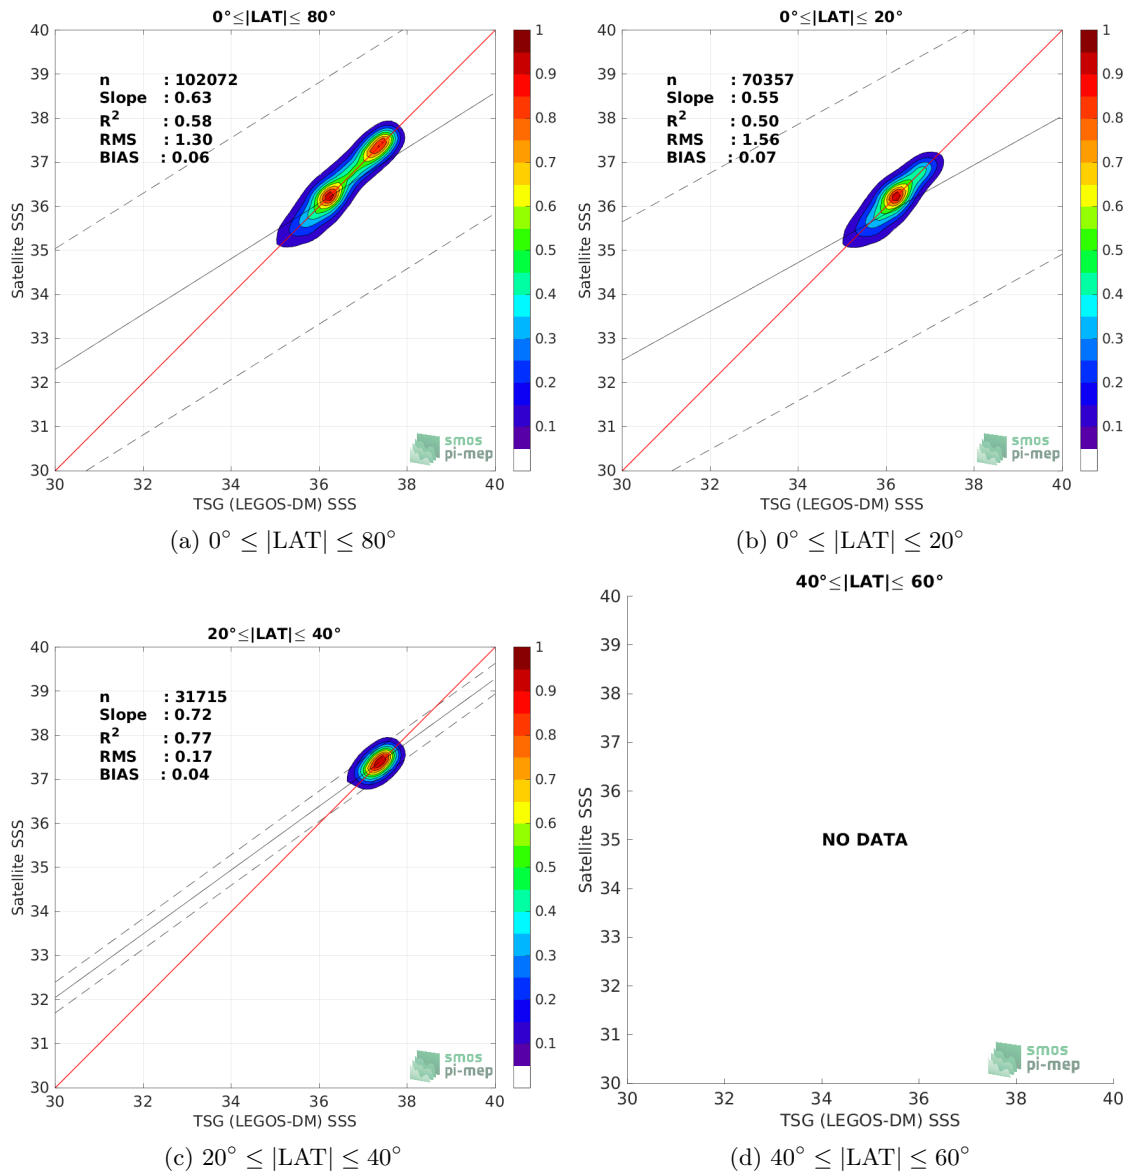 0°≤|LAT|≤ 80°
n : 102072
Slope : 0.63
R² : 0.58
RMS : 1.30
BIAS : 0.06
40
39
38
37
36
35
34
33
32
31
30
Satellite SSS
30 32 34 36 38 40
TSG (LEGOS-DM) SSS
smos
pi-mep
1
0.9
0.8
0.7
0.6
0.5
0.4
0.3
0.2
0.1
(a) 0° ≤ |LAT| ≤ 80°
0°≤|LAT|≤ 20°
n : 70357
Slope : 0.55
R² : 0.50
RMS : 1.56
BIAS : 0.07
40
39
38
37
36
35
34
33
32
31
30
Satellite SSS
30 32 34 36 38 40
TSG (LEGOS-DM) SSS
smos
pi-mep
1
0.9
0.8
0.7
0.6
0.5
0.4
0.3
0.2
0.1
(b) 0° ≤ |LAT| ≤ 20°
20°≤|LAT|≤ 40°
n : 31715
Slope : 0.72
R² : 0.77
RMS : 0.17
BIAS : 0.04
40
39
38
37
36
35
34
33
32
31
30
Satellite SSS
30 32 34 36 38 40
TSG (LEGOS-DM) SSS
smos
pi-mep
1
0.9
0.8
0.7
0.6
0.5
0.4
0.3
0.2
0.1
(c) 20° ≤ |LAT| ≤ 40°
40°≤|LAT|≤ 60°
40
39
38
37
36
35
34
33
32
31
30
Satellite SSS
NO DATA
30 32 34 36 38 40
TSG (LEGOS-DM) SSS
smos
pi-mep
(d) 40° ≤ |LAT| ≤ 60°